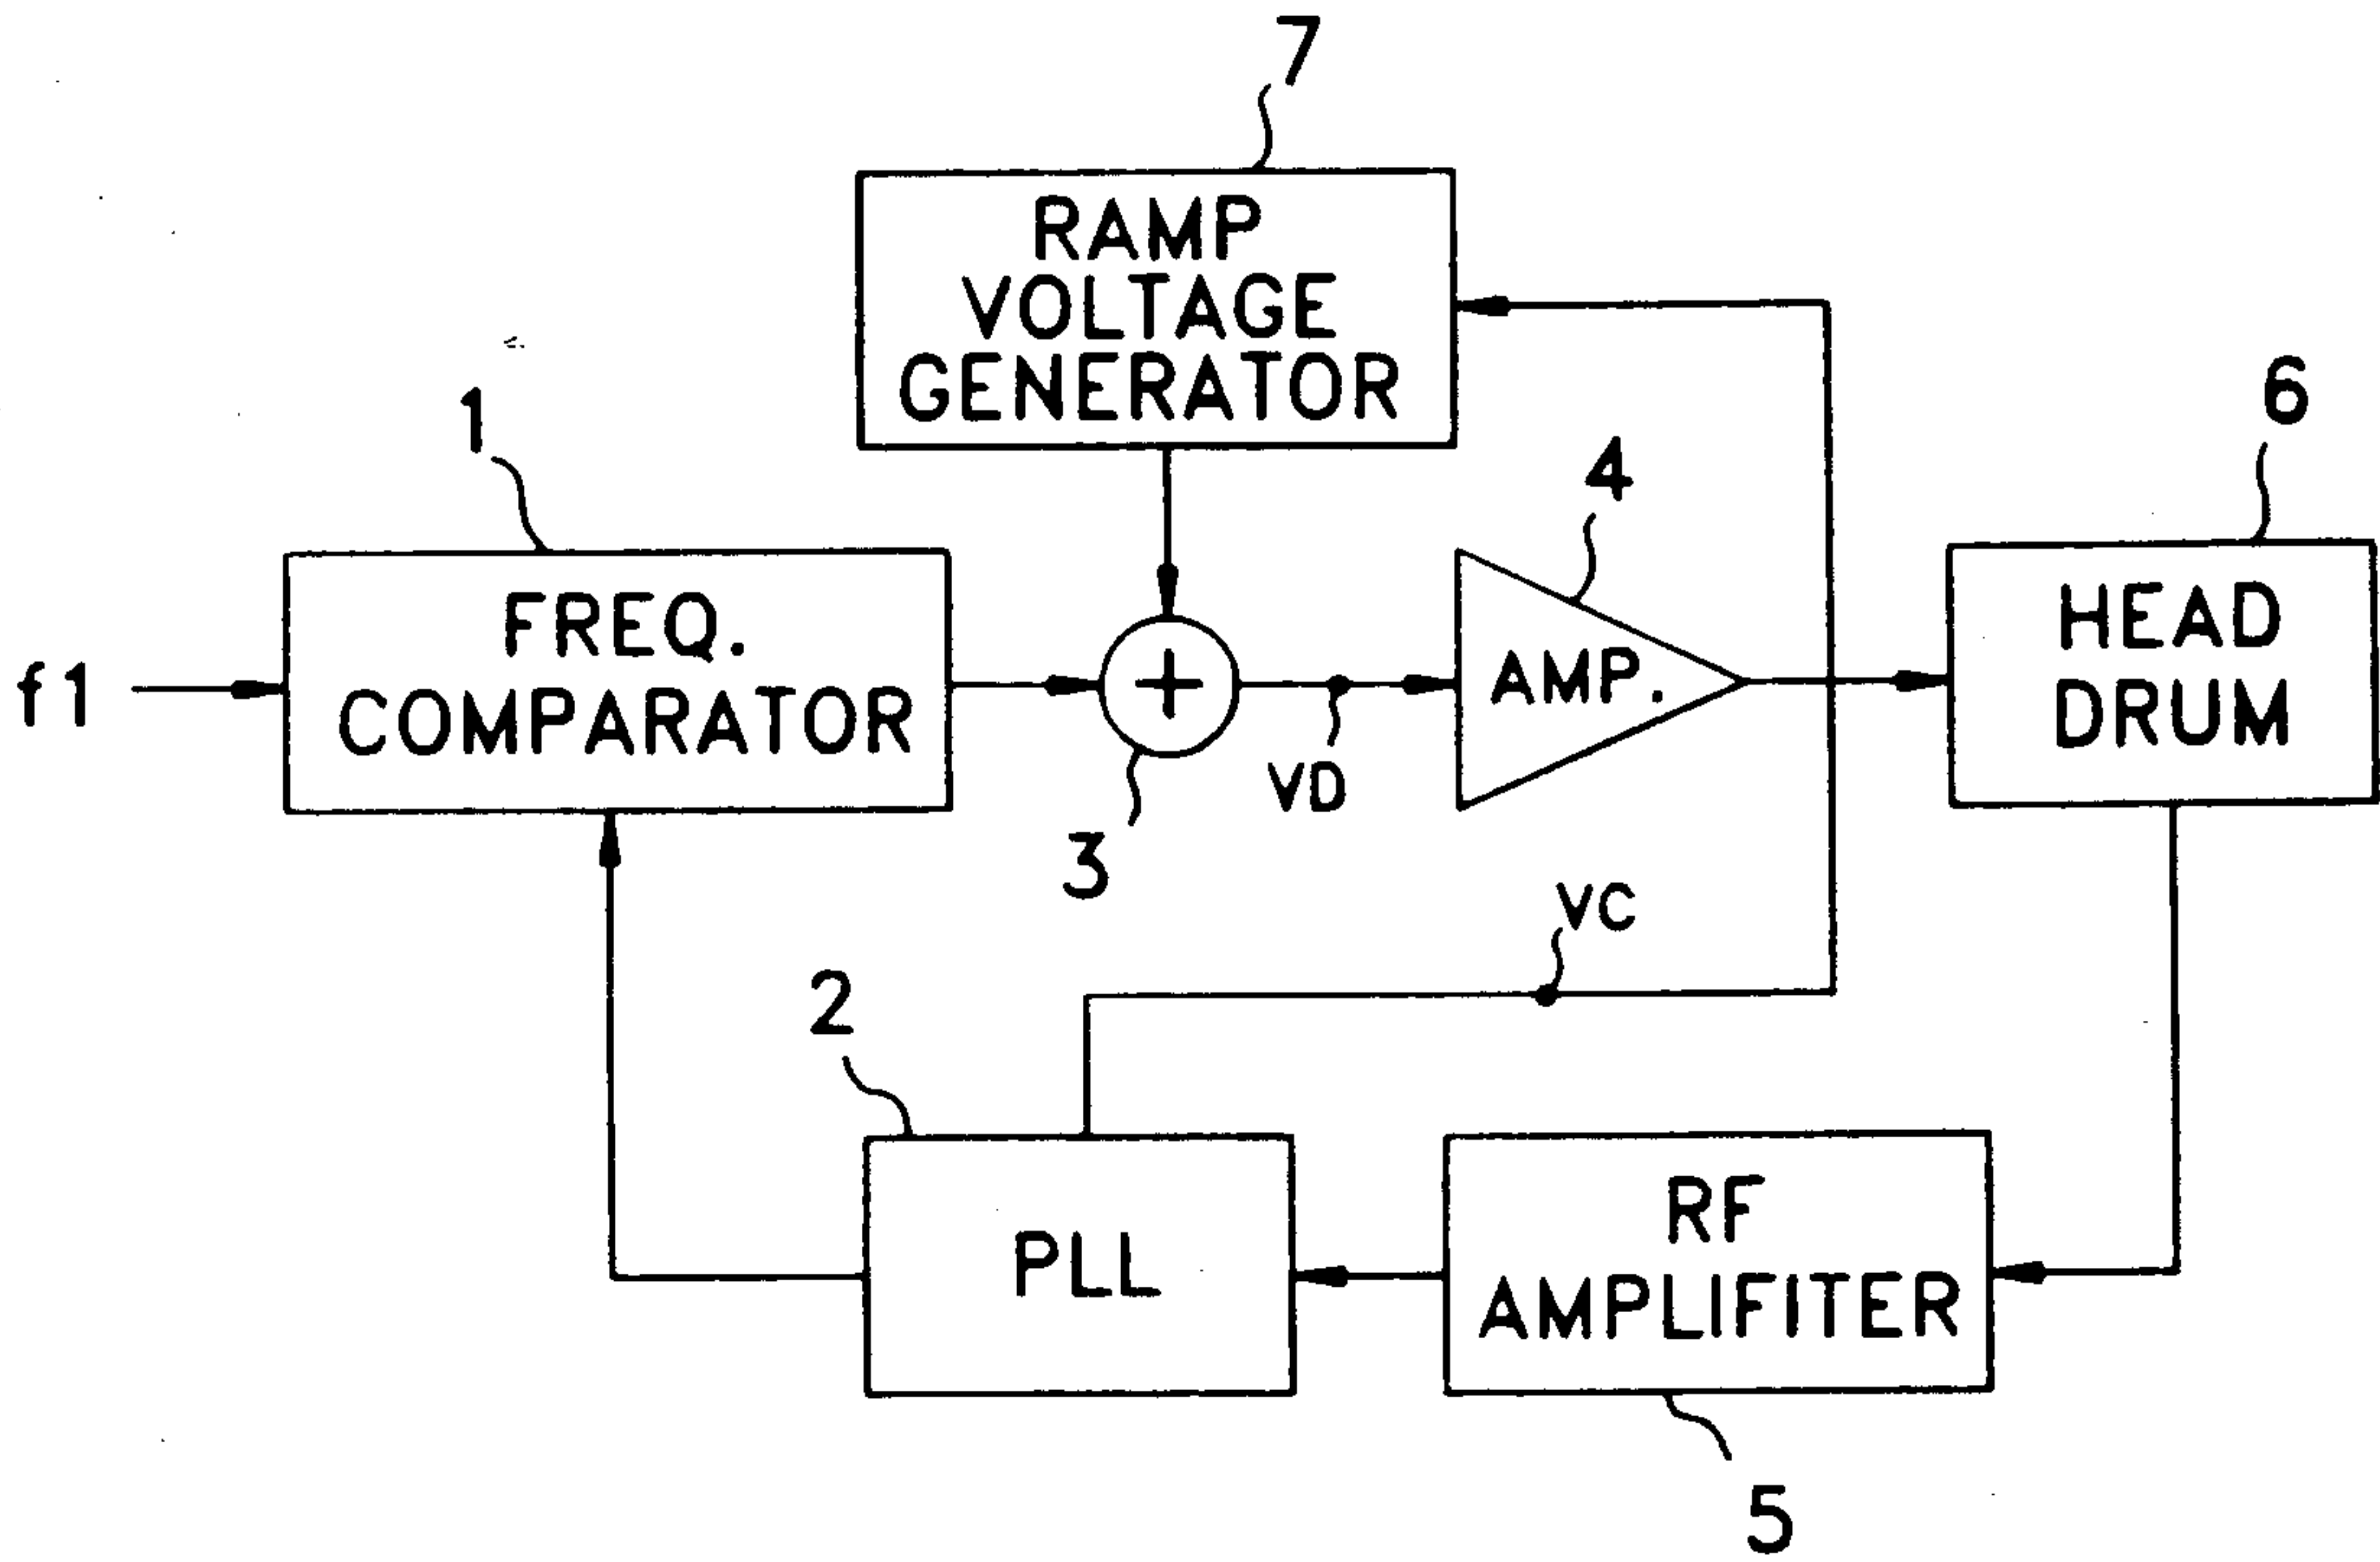 7
RAMP
VOLTAGE
GENERATOR
1
4
6
f1
FREQ.
COMPARATOR
+
AMP.
HEAD
DRUM
VD
3
VC
2
PLL
RF
AMPLIFITER
5